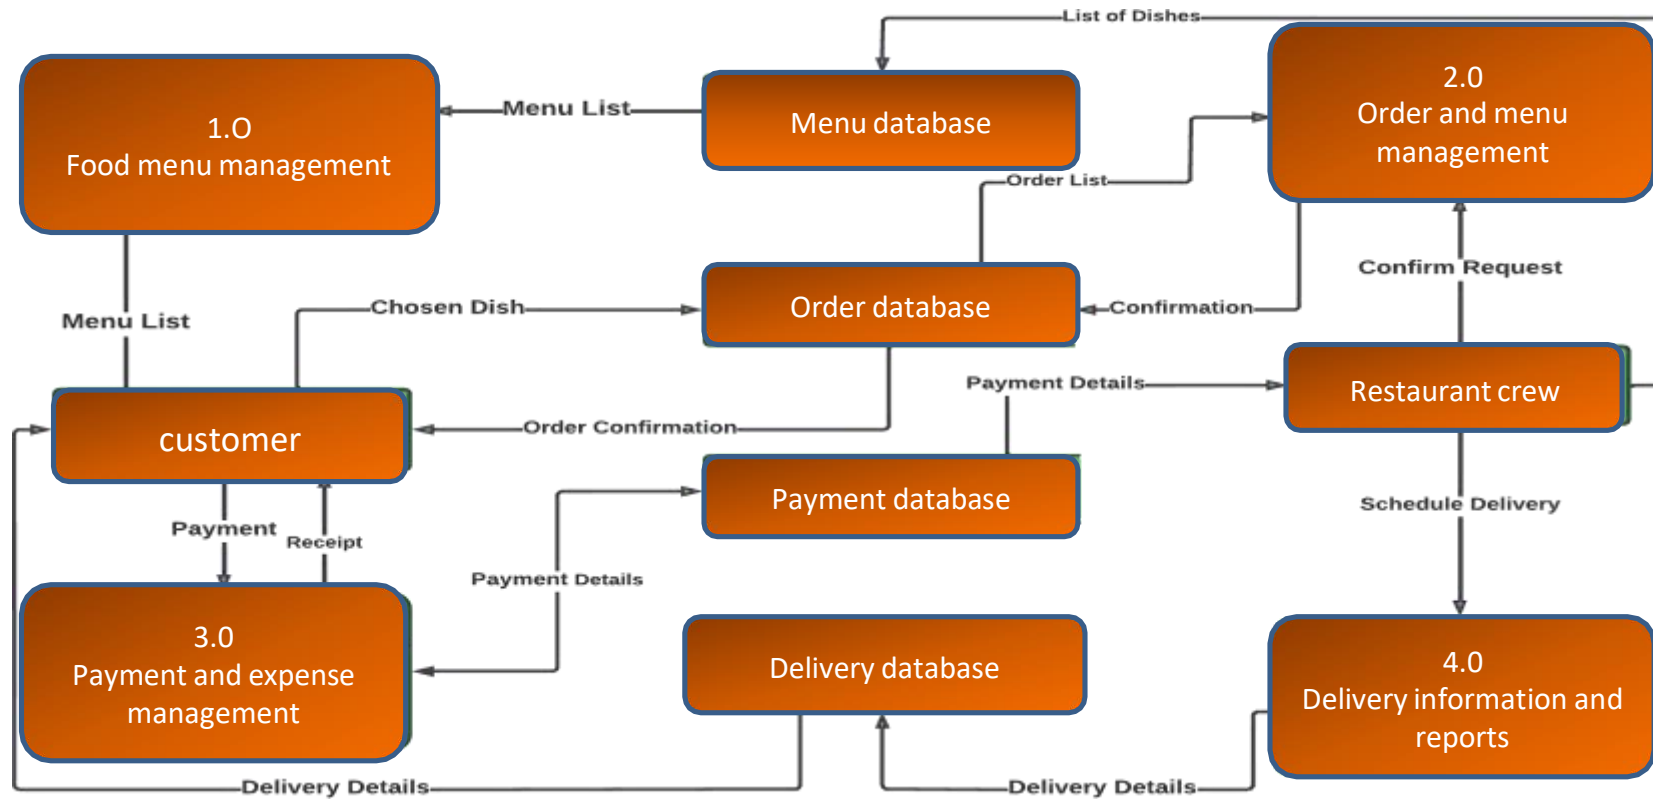 List of Dishes
1.O
Food menu management
Menu List
Menu database
2.0
Order and menu
management
Order List
Confirm Request
Chosen Dish
Order database
Confirmation
Menu List
Payment Details
Restaurant crew
customer
Order Confirmation
Payment database
Schedule Delivery
Payment
Receipt
Payment Details
3.0
Payment and expense
management
Delivery database
4.0
Delivery information and
reports
Delivery Details
Delivery Details